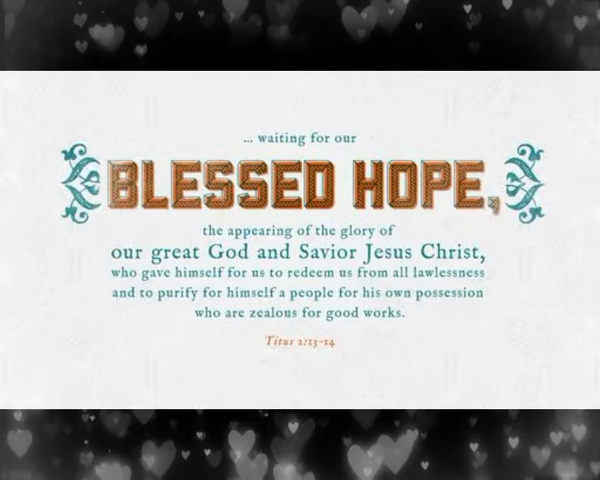 ... waiting for our
BLESSED HOPE,
the appearing of the glory of
our great God and Savior Jesus Christ,
who gave himself for us to redeem us from all lawlessness
and to purify for himself a people for his own possession
who are zealous for good works.
Titus 2:13-14